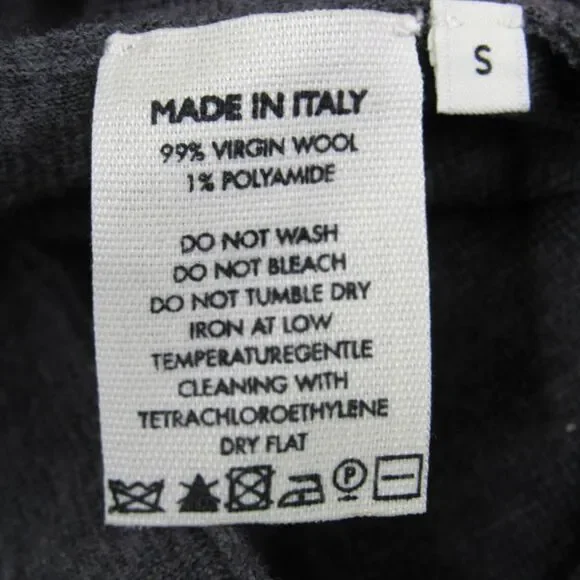 S
MADE IN ITALY
99% VIRGIN WOOL
1% POLYAMIDE
DO NOT WASH
DO NOT BLEACH
DO NOT TUMBLE DRY
IRON AT LOW
TEMPERATUREGENTLE
CLEANING WITH
TETRACHLOROETHYLENE
DRY FLAT
P